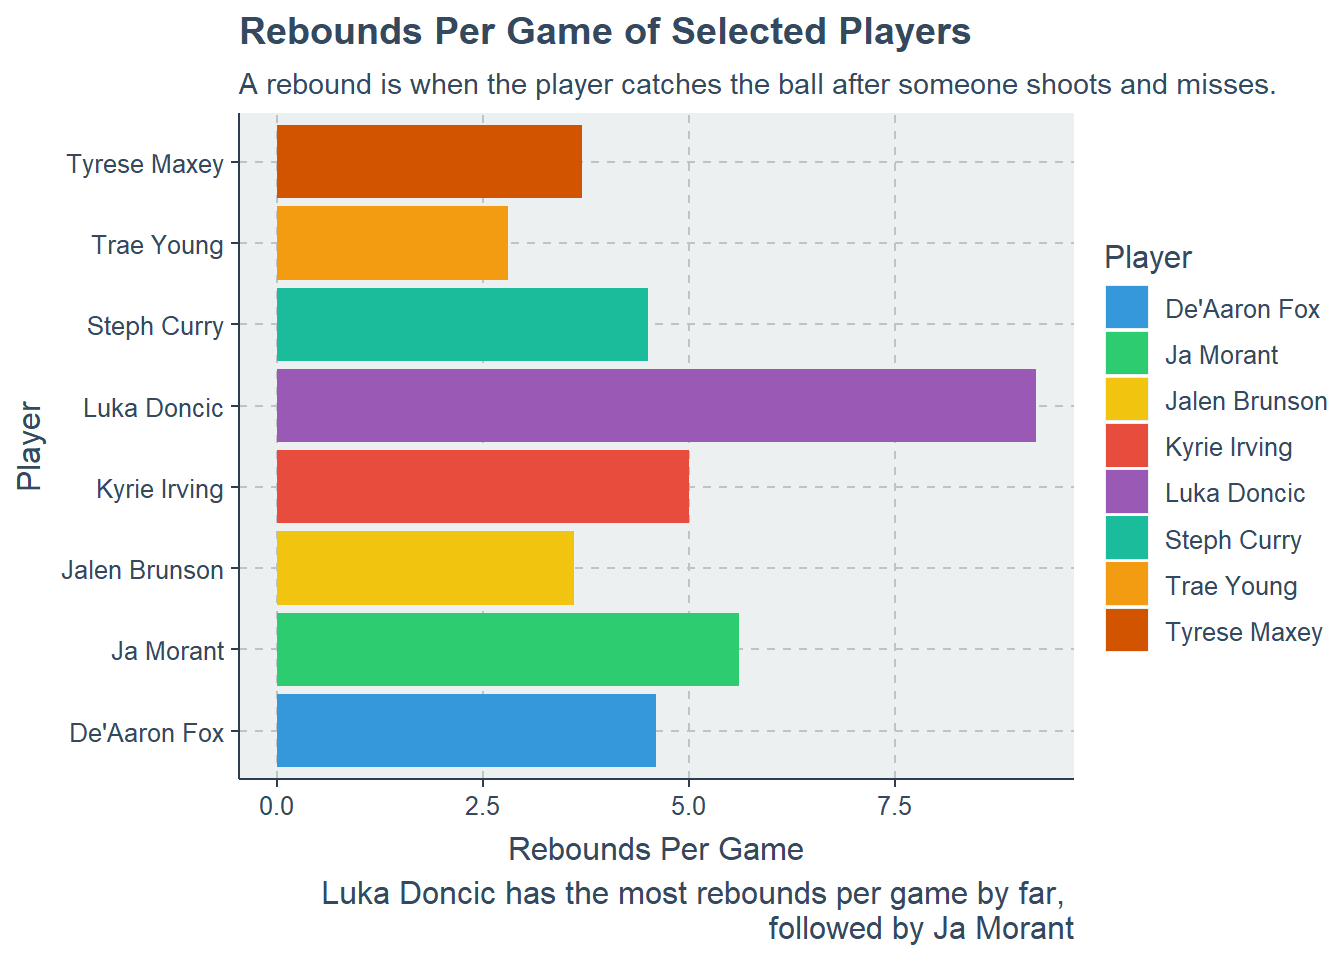 Rebounds Per Game of Selected Players
A rebound is when the player catches the ball after someone shoots and misses.
Player
Tyrese Maxey
Trae Young
Steph Curry
Luka Doncic
Kyrie Irving
Jalen Brunson
Ja Morant
De'Aaron Fox
0.0 2.5 5.0 7.5
Rebounds Per Game
Luka Doncic has the most rebounds per game by far,
followed by Ja Morant
Player
De'Aaron Fox
Ja Morant
Jalen Brunson
Kyrie Irving
Luka Doncic
Steph Curry
Trae Young
Tyrese Maxey